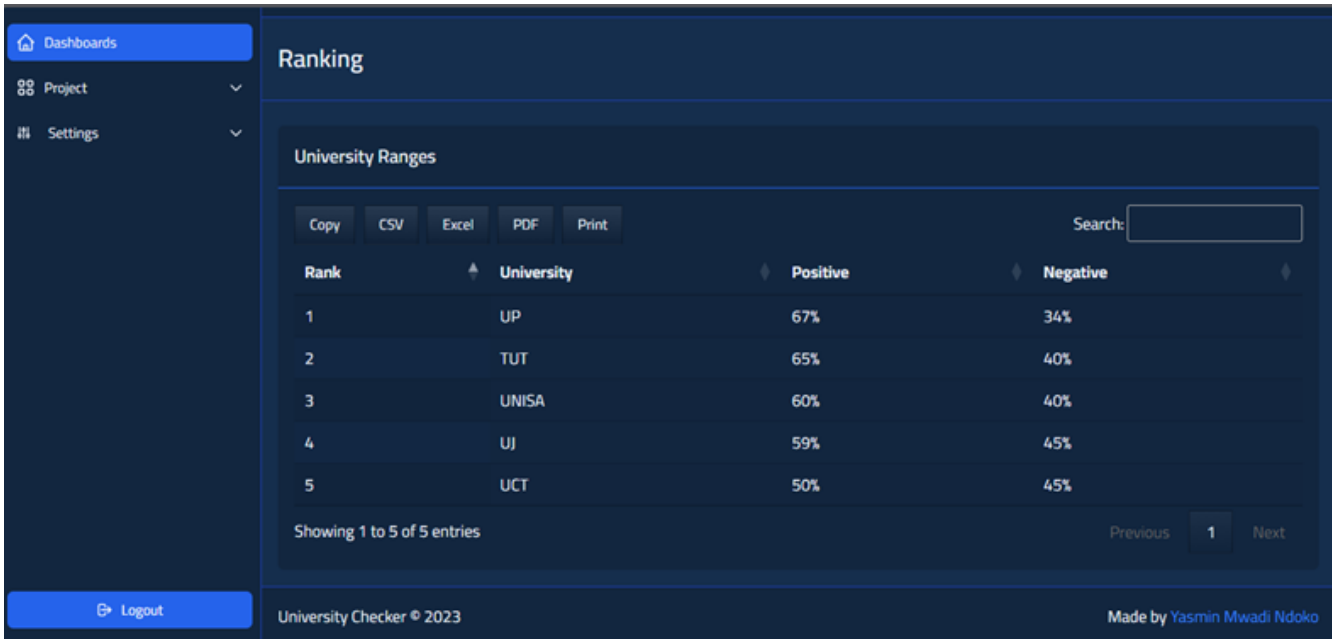 Dashboards
Project
Settings
Logout
Ranking
University Ranges
Copy CSV Excel PDF Print Search:
Rank University Positive Negative
1 UP 67% 34%
2 TUT 65% 40%
3 UNISA 60% 40%
4 UJ 59% 45%
5 UCT 50% 45%
Showing 1 to 5 of 5 entries Previous 1 Next
University Checker © 2023 Made by Yasmin Mwadi Ndoko